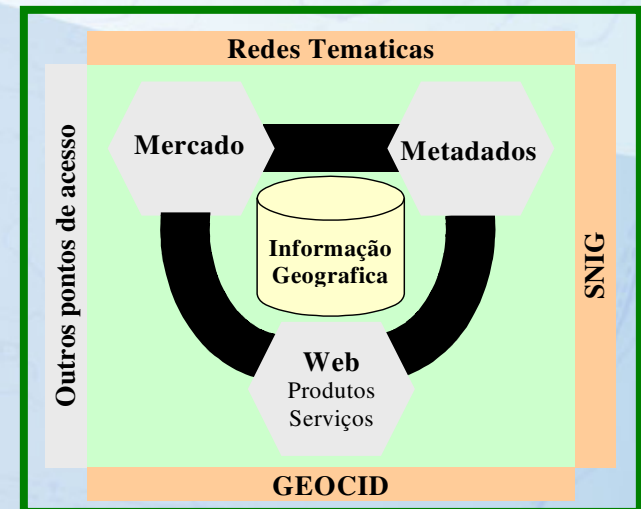 Redes Tematicas
Outros pontos de acesso
Mercado
Metadados
Informação
Geografica
SNIG
Web
Produtos
Serviços
GEOCID